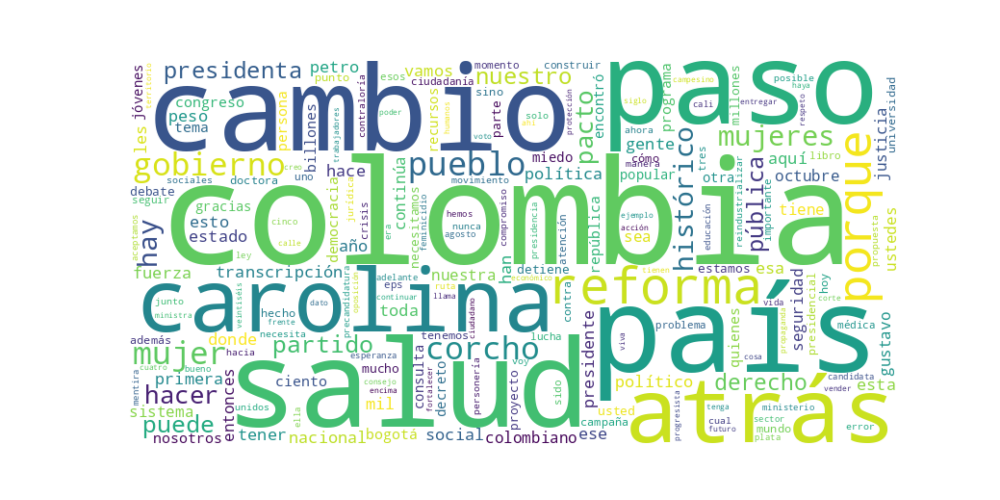 cambio
paso
colombia
carolina
país
salud
atrás
porque
reforma
presidenta
petro
vamos
nuestro
ciudadanía
momento
construir
campesino
posible
haya
jóvenes
territorio
les
congreso
peso
tema
punto
persona
billones
contraloría
esos
poder
recursos
humanos
sino
parte
solo
ahí
voto
protección
encontró
pacto
siglo
cali
ahora
programa
millones
entregar
respeto
universidad
justicia
gobierno
uno
hace
trabajadores
pueblo
miedo
política
gente
cómo
popular
manera
mujeres
tres
otra
aquí
libro
debate
seguir
sociales
creo
doctora
gracias
cinco
esto
estado
calle
ley
aceptamos
hay
año
democracia
jurídica
crisis
era
continúa
necesitamos
feminicidio
movimiento
hemos
nunca
agosto
compromiso
presidencia
ejemplo
acción
atención
república
sea
histórico
educación
reindustrializar
pública
importante
octubre
tiene
propuesta
ustedes
fuerza
transcripción
nuestra
han
detiene
contra
estamos
esa
tienen
vida
hoy
corte
presidencial
seguridad
médica
gustavo
junto
ministra
veintiséis
hecho
frente
necesita
dato
precandidatura
oposición
eps
adelante
continuar
toda
ruta
llama
económico
ciudadano
además
donde
hacia
tenemos
lucha
problema
viva
quienes
propaganda
cosa
candidata
vender
mujer
partido
esperanza
corcho
voy
presidente
mentira
cuatro
bueno
primera
hacer
entonces
ciento
mucho
consejo
encima
consulta
fortalecer
decreto
personería
proyecto
sido
político
derecho
esta
sistema
puede
nosotros
unidos
ella
tener
nacional
mil
bogotá
social
colombiano
ese
campaña
usted
progresista
tenga
cual
futuro
ministerio
sector
mundo
plata
error